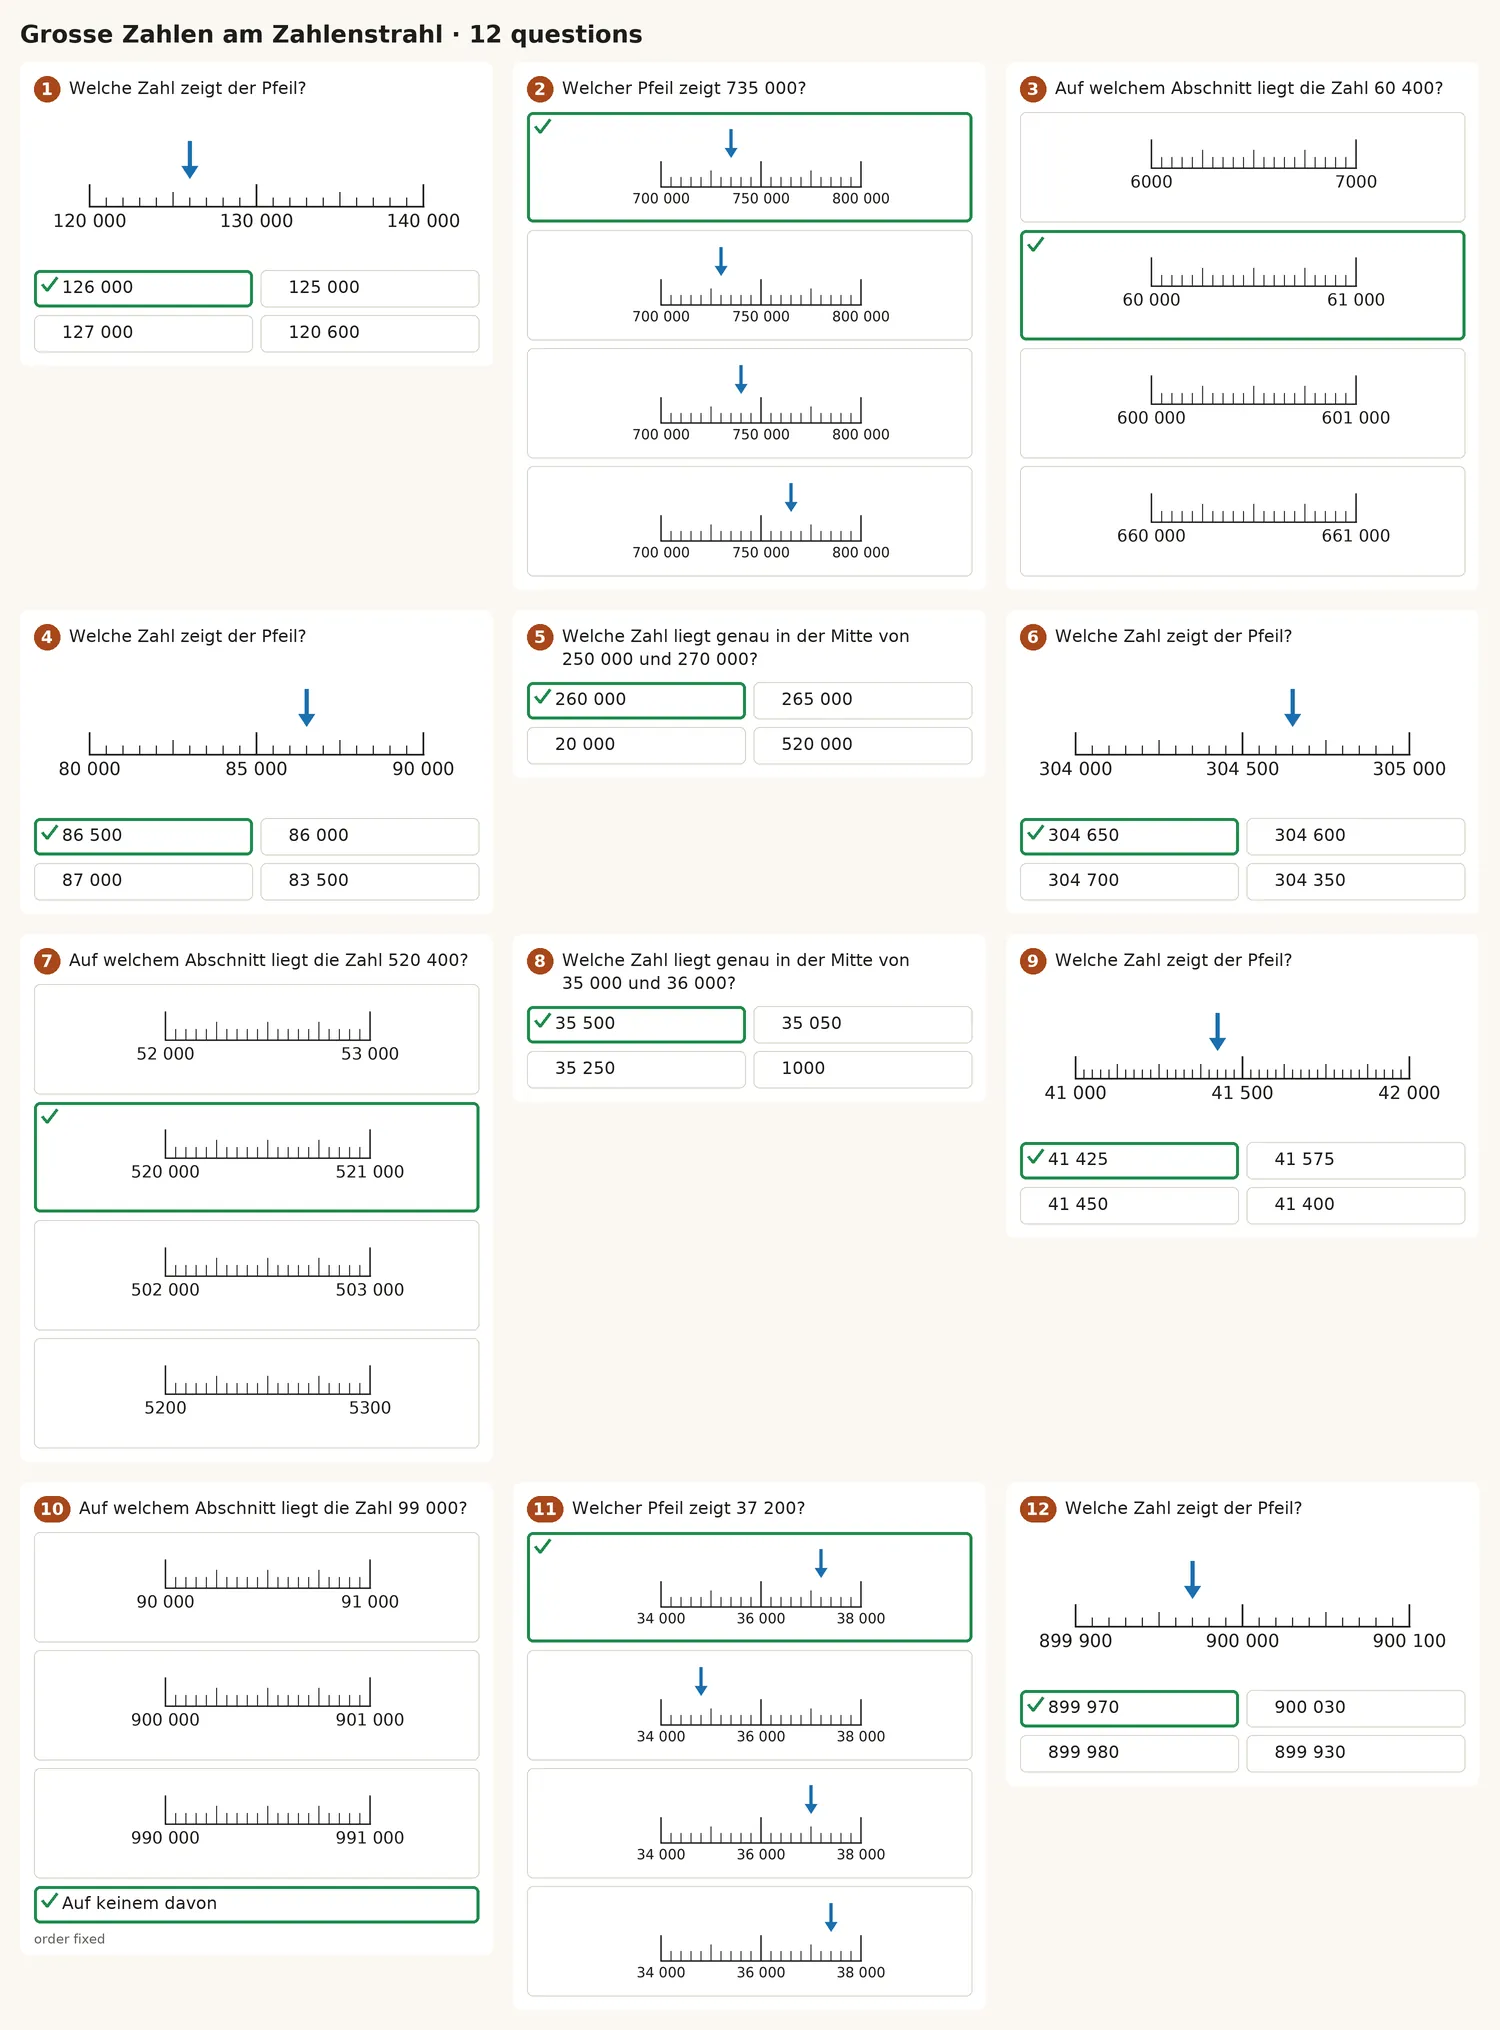 Grosse Zahlen am Zahlenstrahl · 12 questions
1 Welche Zahl zeigt der Pfeil?
120 000 130 000 140 000
126 000 125 000
127 000 120 600
2 Welcher Pfeil zeigt 735 000?
700 000 750 000 800 000
700 000 750 000 800 000
700 000 750 000 800 000
700 000 750 000 800 000
3 Auf welchem Abschnitt liegt die Zahl 60 400?
6000 7000
60 000 61 000
600 000 601 000
660 000 661 000
4 Welche Zahl zeigt der Pfeil?
80 000 85 000 90 000
86 500 86 000
87 000 83 500
5 Welche Zahl liegt genau in der Mitte von
250 000 und 270 000?
260 000 265 000
20 000 520 000
6 Welche Zahl zeigt der Pfeil?
304 000 304 500 305 000
304 650 304 600
304 700 304 350
7 Auf welchem Abschnitt liegt die Zahl 520 400?
52 000 53 000
520 000 521 000
502 000 503 000
5200 5300
8 Welche Zahl liegt genau in der Mitte von
35 000 und 36 000?
35 500 35 050
35 250 1000
9 Welche Zahl zeigt der Pfeil?
41 000 41 500 42 000
41 425 41 575
41 450 41 400
10 Auf welchem Abschnitt liegt die Zahl 99 000?
90 000 91 000
900 000 901 000
990 000 991 000
Auf keinem davon
order fixed
11 Welcher Pfeil zeigt 37 200?
34 000 36 000 38 000
34 000 36 000 38 000
34 000 36 000 38 000
34 000 36 000 38 000
12 Welche Zahl zeigt der Pfeil?
899 900 900 000 900 100
899 970 900 030
899 980 899 930